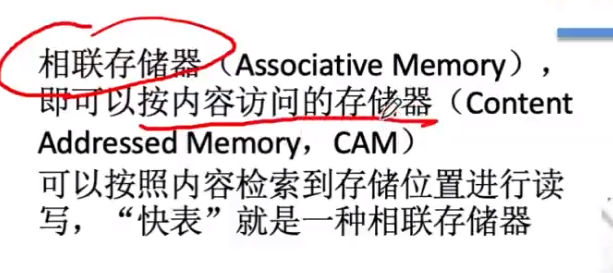 相联存储器（Associative Memory），
即可以按内容访问的存储器（Content
Addressed Memory，CAM）
可以按照内容检索到存储位置进行读
写，“快表”就是一种相联存储器